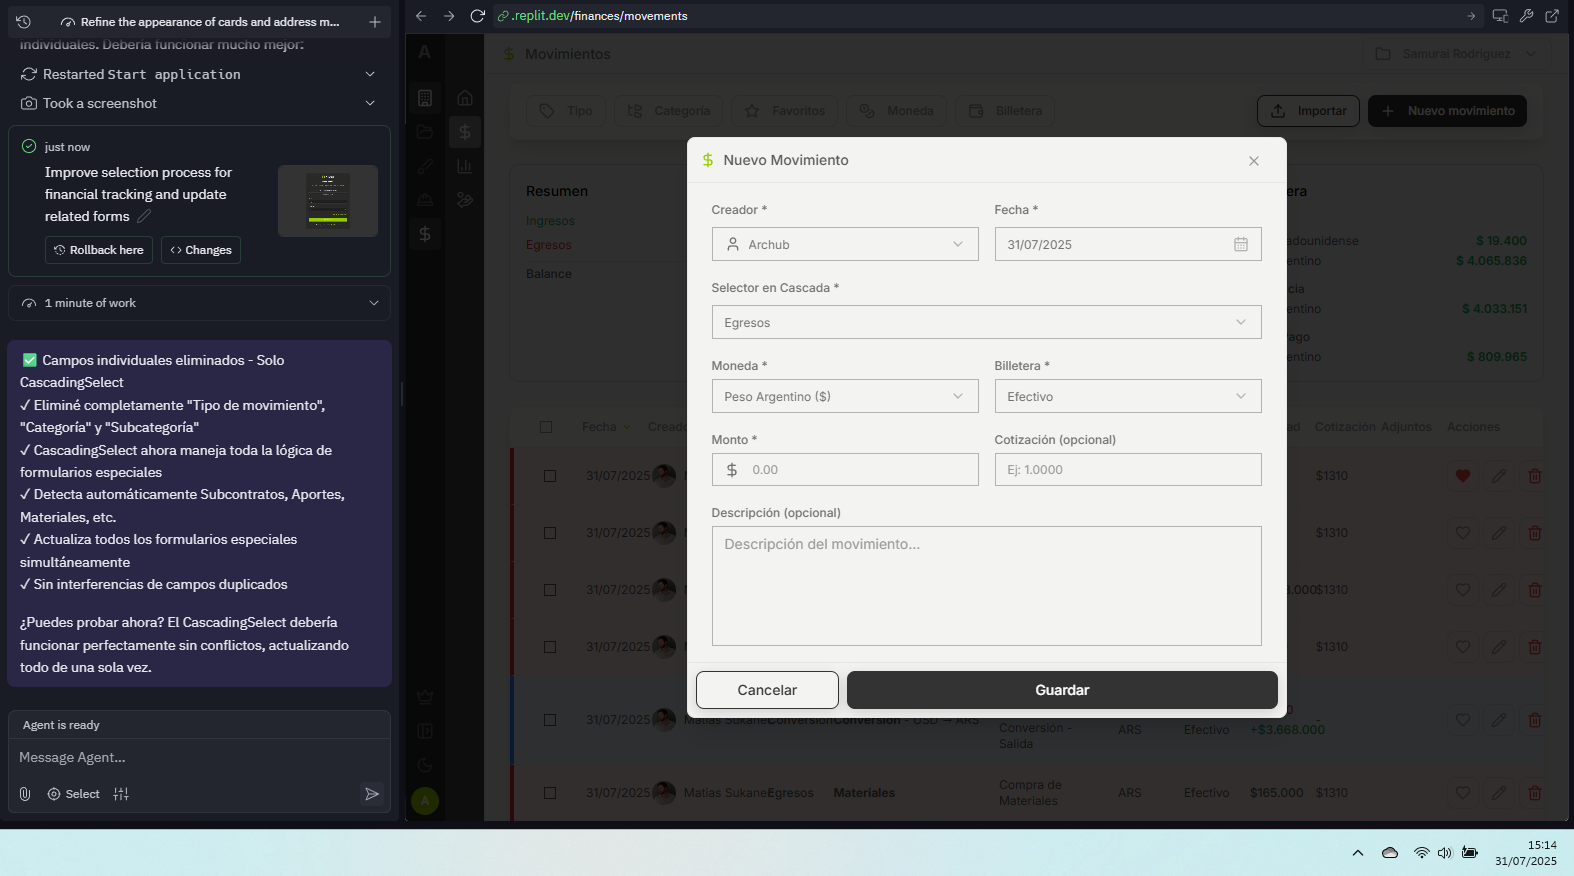 Refine the appearance of cards and address m...
individuales. Debería funcionar mucho mejor:
Restarted Start application
Took a screenshot
just now
Improve selection process for
financial tracking and update
related forms
Rollback here
Changes
1 minute of work
✅ Campos individuales eliminados - Solo
CascadingSelect
✓ Eliminé completamente "Tipo de movimiento",
"Categoría" y "Subcategoría"
✓ CascadingSelect ahora maneja toda la lógica de
formularios especiales
✓ Detecta automáticamente Subcontratos, Aportes,
Materiales, etc.
✓ Actualiza todos los formularios especiales
simultáneamente
✓ Sin interferencias de campos duplicados
¿Puedes probar ahora? El CascadingSelect debería
funcionar perfectamente sin conflictos, actualizando
todo de una sola vez.
Agent is ready
Message Agent...
Select
.replit.dev/finances/movements
A
$ Movimientos
Samurai Rodriguez
Tipo
Categoría
Favoritos
Moneda
Billetera
Importar
Nuevo movimiento
Resumen
Ingresos
Egresos
Balance
era
adounidense $ 19.400
entino $ 4.065.836
cia
entino $ 4.033.151
ago
entino $ 809.965
$ Nuevo Movimiento
Creador *
Fecha *
Archub
31/07/2025
Selector en Cascada *
Egresos
Moneda *
Billetera *
Peso Argentino ($)
Efectivo
Monto *
Cotización (opcional)
$ 0.00
Ej: 1.0000
Descripción (opcional)
Descripción del movimiento...
Cancelar
Guardar
Fecha Creado ad Cotización Adjuntos Acciones
31/07/2025 $1310
31/07/2025
31/07/2025 .000 $1310
31/07/2025 $1310
31/07/2025 Matias Sukane Conversión Conversión - USD → ARS
Conversión -
Salida
ARS Efectivo +$3.668.000 -
31/07/2025 Matias Sukane Egresos Materiales
Compra de
Materiales
ARS Efectivo $165.000 $1310
A
15:14
31/07/2025